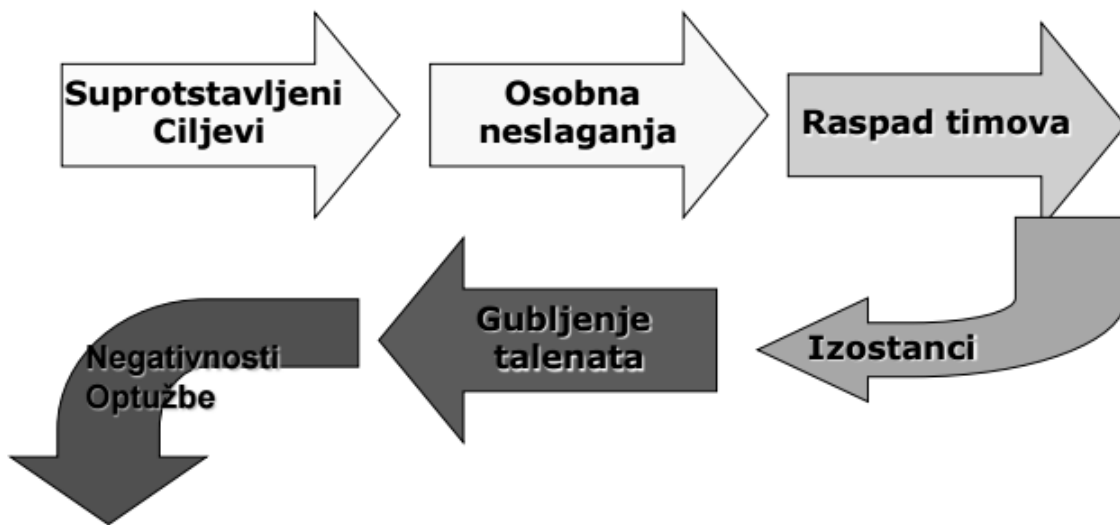 Suprotstavljeni
Ciljevi
Osobna
neslaganja
Raspad timova
Izostanci
Gubljenje
talenata
Negativnosti
Optužbe